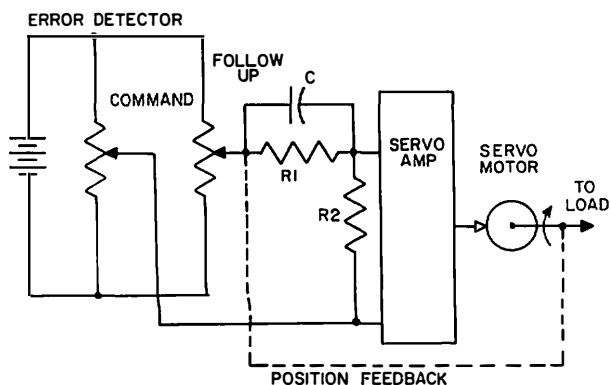 ERROR DETECTOR
FOLLOW
UP
COMMAND
C
R1
R2
SERVO
AMP
SERVO
MOTOR
TO
LOAD
POSITION FEEDBACK